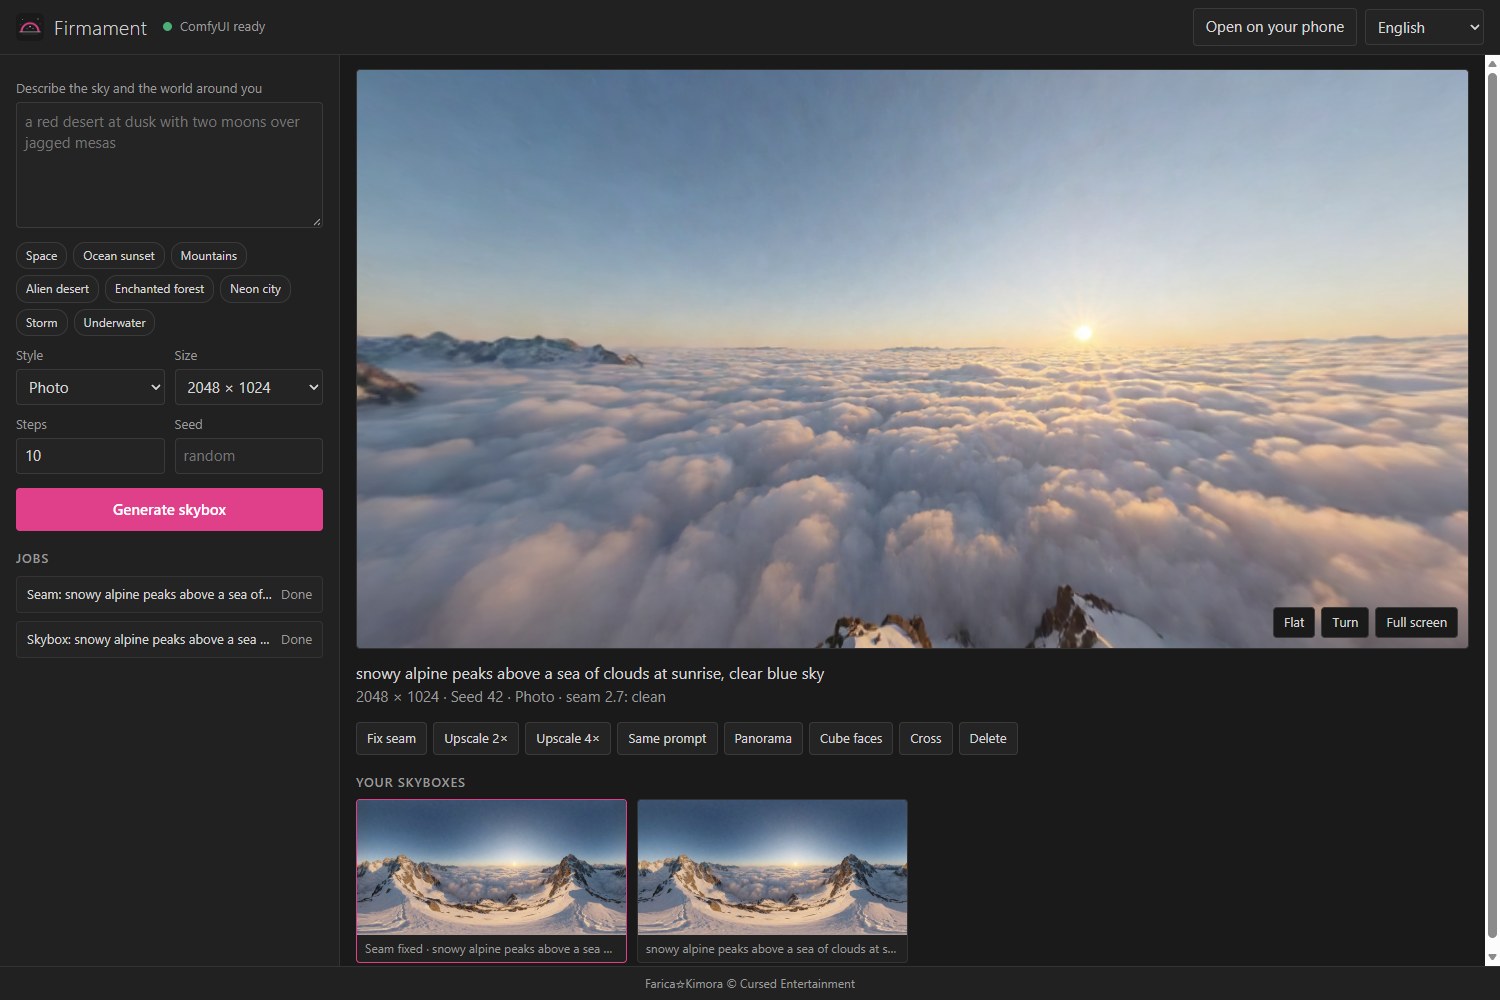 Firmament
ComfyUI ready
Open on your phone
English
Describe the sky and the world around you
a red desert at dusk with two moons over
jagged mesas
Space
Ocean sunset
Mountains
Alien desert
Enchanted forest
Neon city
Storm
Underwater
Style
Size
Photo
2048 × 1024
Steps
Seed
10
random
Generate skybox
JOBS
Seam: snowy alpine peaks above a sea of... Done
Skybox: snowy alpine peaks above a sea ... Done
Flat
Turn
Full screen
snowy alpine peaks above a sea of clouds at sunrise, clear blue sky
2048 × 1024 · Seed 42 · Photo · seam 2.7: clean
Fix seam
Upscale 2×
Upscale 4×
Same prompt
Panorama
Cube faces
Cross
Delete
YOUR SKYBOXES
Seam fixed · snowy alpine peaks above a sea ...
snowy alpine peaks above a sea of clouds at s...
Farica☆Kimora © Cursed Entertainment